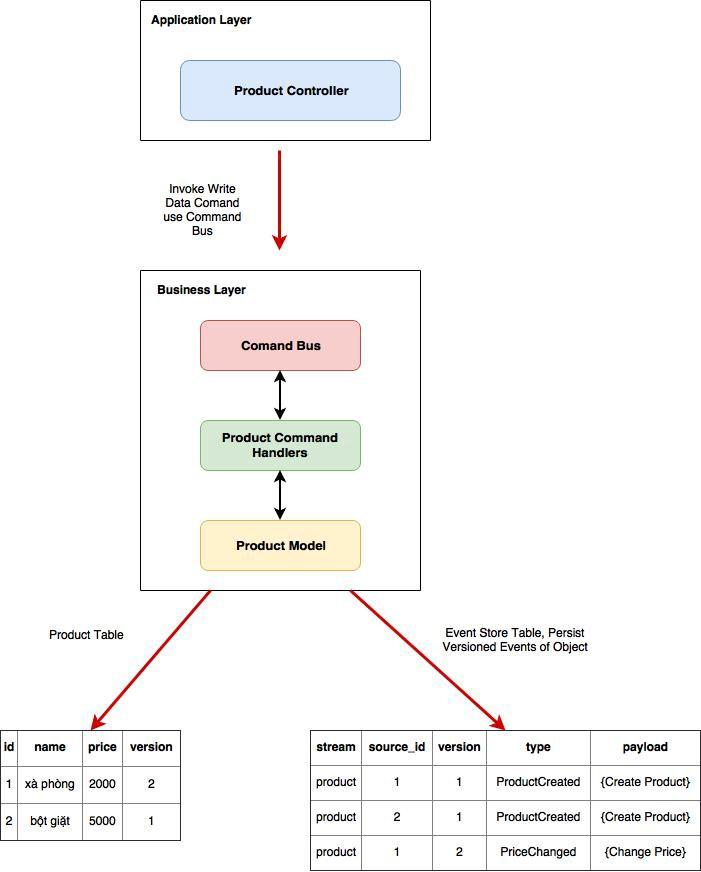 Application Layer
Product Controller
Invoke Write
Data Comand
use Command
Bus
Business Layer
Comand Bus
Product Command
Handlers
Product Model
Product Table
Event Store Table, Persist
Versioned Events of Object
id name price version
1 xà phòng 2000 2
2 bột giặt 5000 1
stream source_id version type payload
product 1 1 ProductCreated {Create Product}
product 2 1 ProductCreated {Create Product}
product 1 2 PriceChanged {Change Price}